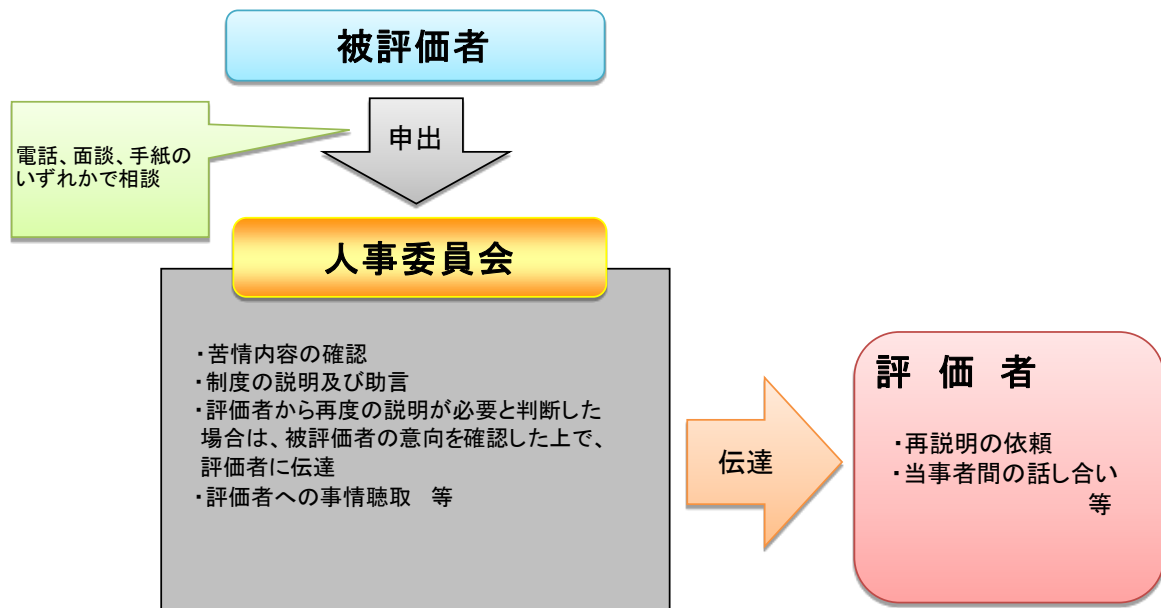 被評価者
申出
電話、面談、手紙の
いずれかで相談
人事委員会
・苦情内容の確認
・制度の説明及び助言
・評価者から再度の説明が必要と判断した
場合は、被評価者の意向を確認した上で、
評価者に伝達
・評価者への事情聴取　等
伝達
評　価　者
・再説明の依頼
・当事者間の話し合い
等